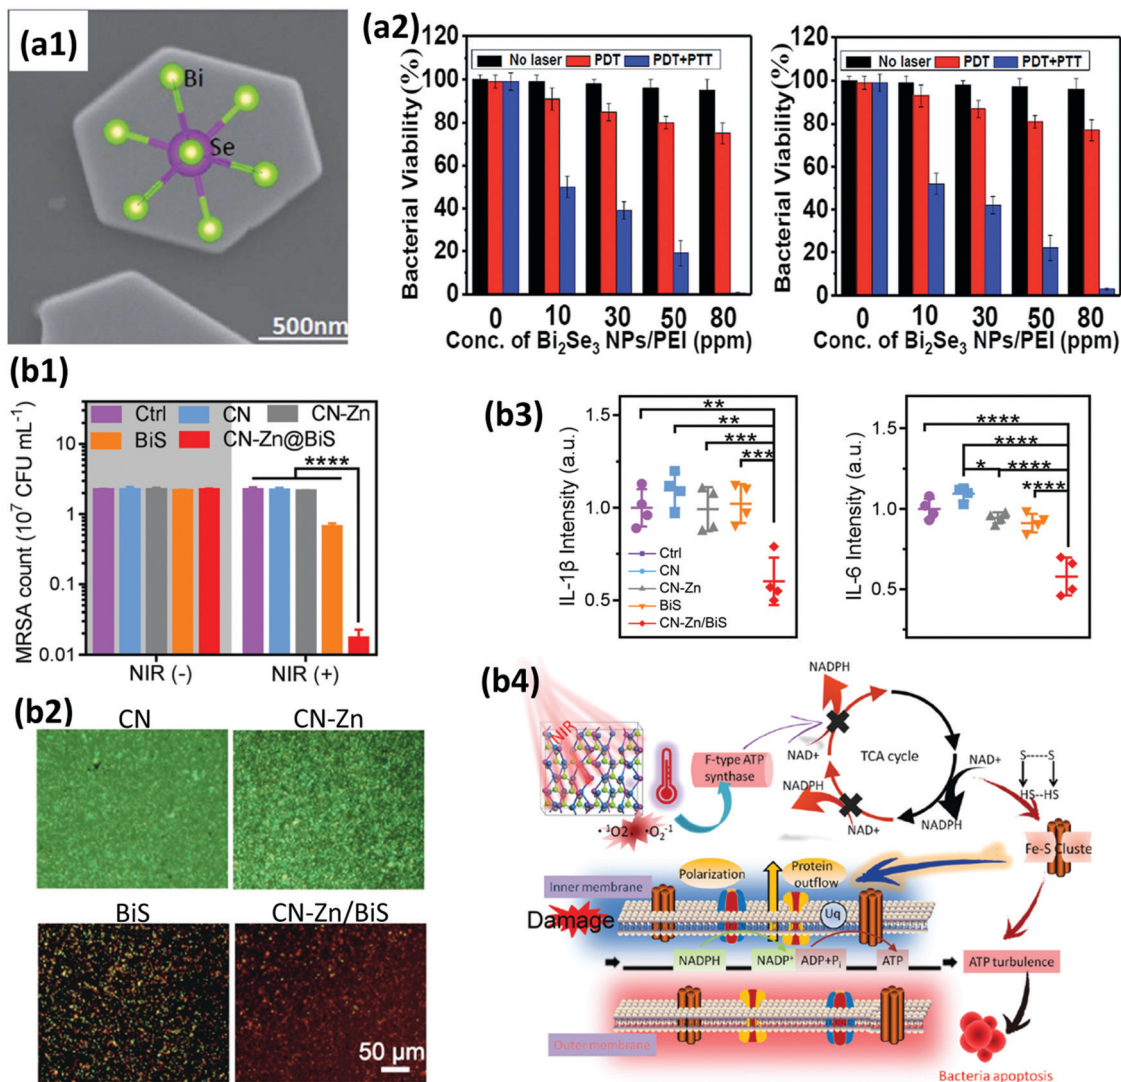 (a1)
Bi
Se
500nm
(a2)
No laser PDT PDT+PTT
Bacterial Viability(%)
120
100
80
60
40
20
0
0 10 30 50 80
Conc. of Bi₂Se₃ NPs/PEI (ppm)
No laser PDT PDT+PTT
Bacterial Viability(%)
120
100
80
60
40
20
0
0 10 30 50 80
Conc. of Bi₂Se₃ NPs/PEI (ppm)
(b1)
Ctrl CN CN-Zn
BiS CN-Zn@BiS
****
MRSA count (10⁷ CFU mL⁻¹)
10
1
0.1
0.01
NIR (-) NIR (+)
(b2)
CN CN-Zn
BiS CN-Zn/BiS
50 μm
(b3)
IL-1β Intensity (a.u.)
1.5
1.0
0.5
**
**
***
***
Ctrl
CN
CN-Zn
BiS
CN-Zn/BiS
IL-6 Intensity (a.u.)
1.5
1.0
0.5
****
****
* ****
****
(b4)
NIR
·¹O2, ·O₂⁻¹
F-type ATP
synthase
NADPH
NAD+
TCA cycle
NADPH
NAD+
NADPH
NAD+
S-----S
HS--HS
Fe-S Cluste
Inner membrane
Polarization
Protein
outflow
Damage
Uq
NADPH NADP⁺ ADP+Pᵢ ATP
ATP turbulence
Outer membrane
Bacteria apoptosis